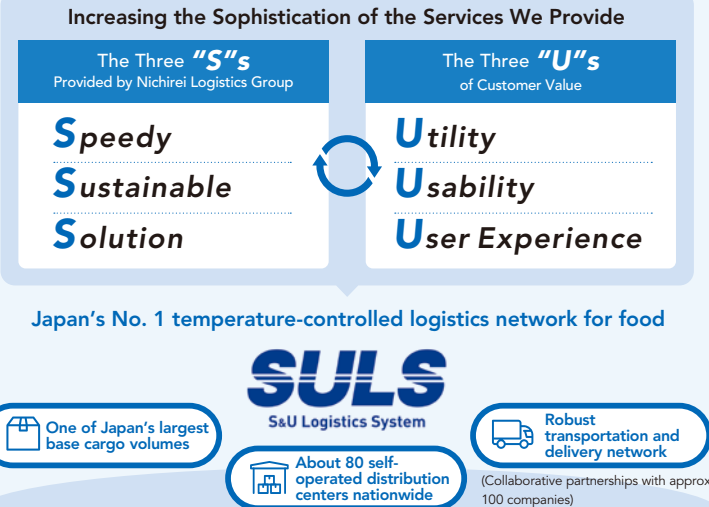 Increasing the Sophistication of the Services We Provide
The Three "S"s
Provided by Nichirei Logistics Group
Speedy
Sustainable
Solution
The Three "U"s
of Customer Value
Utility
Usability
User Experience
Japan's No. 1 temperature-controlled logistics network for food
SULS
S&U Logistics System
One of Japan's largest
base cargo volumes
About 80 self-
operated distribution
centers nationwide
Robust
transportation and
delivery network
(Collaborative partnerships with approx
100 companies)